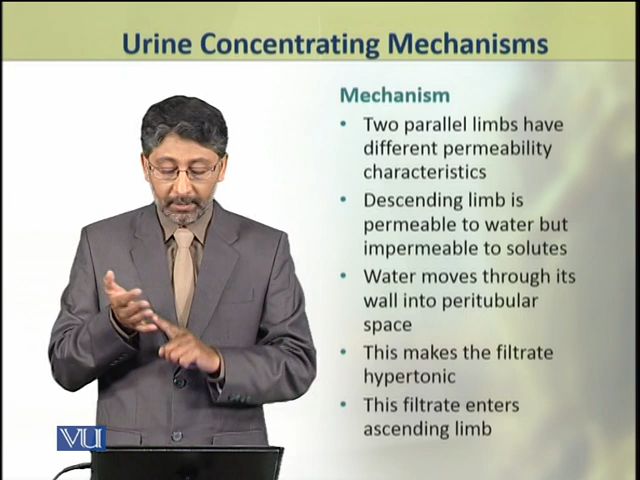 Urine Concentrating Mechanisms
Mechanism
• Two parallel limbs have
different permeability
characteristics
• Descending limb is
permeable to water but
impermeable to solutes
• Water moves through its
wall into peritubular
space
• This makes the filtrate
hypertonic
• This filtrate enters
ascending limb
VU